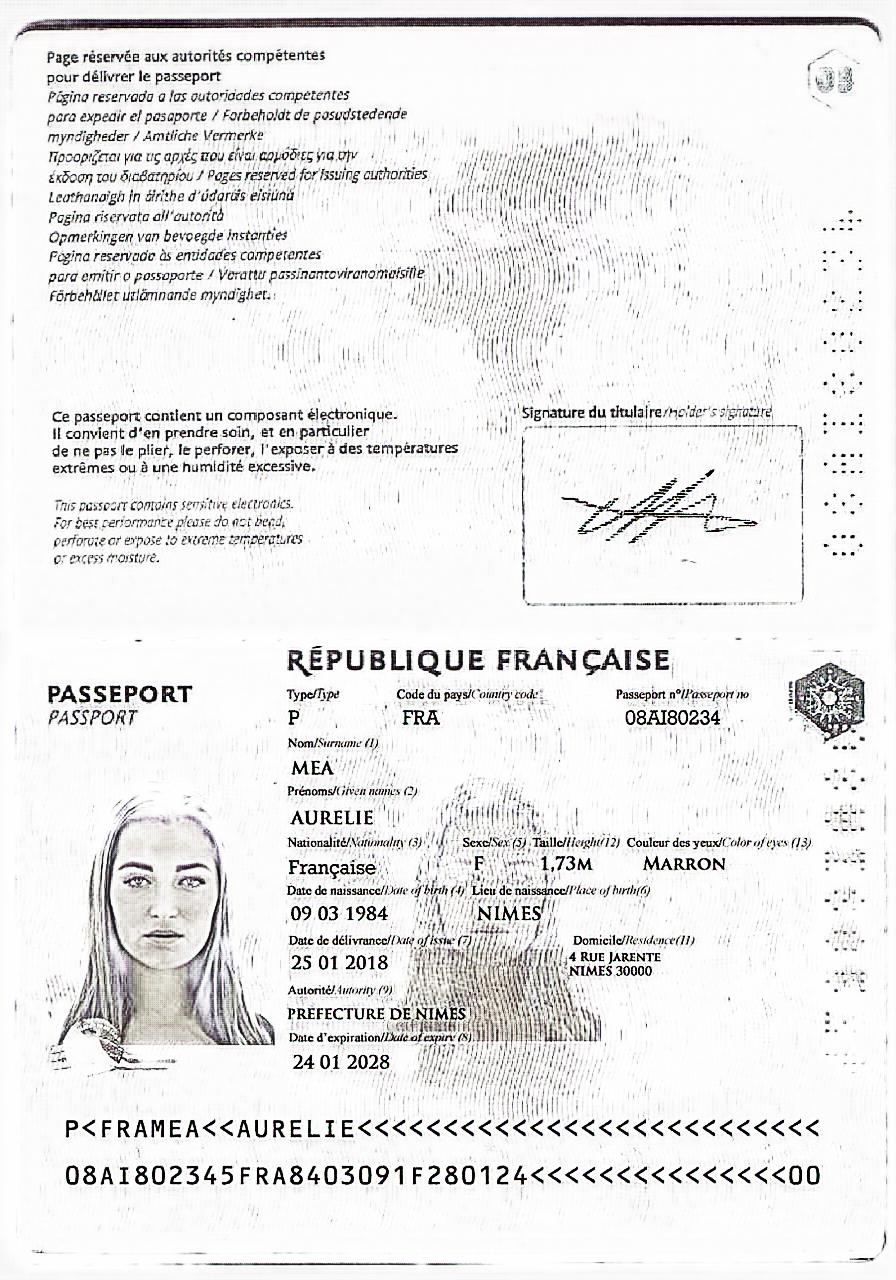 Page réservée aux autorités compétentes
pour délivrer le passeport
03
Página reservada a las autoridades competentes
para expedir el pasaporte / Forbeholdt de pasudstedende
myndigheder / Amtliche Vermerke
Προορίζεται για τις αρχές που είναι αρμόδιες για την
έκδοση του διαβατηρίου / Pages reserved for issuing authorities
Leathanaigh in áirithe d'údaráis eisiúna
Pagina riservata all'autorità
Opmerkingen van bevoegde instanties
Página reservada às entidades competentes
para emitir o passaporte / Varattu passinantoviranomaisille
Förbehållet utlämnande myndighet.
Ce passeport contient un composant électronique.
Il convient d'en prendre soin, et en particulier
de ne pas le plier, le perforer, l'exposer à des températures
extrêmes ou à une humidité excessive.
This passport contains sensitive electronics.
For best performance please do not bend,
perforate or expose to extreme temperatures
or excess moisture.
Signature du titulaire/Holder's signature
RÉPUBLIQUE FRANÇAISE
PASSEPORT
PASSPORT
Type/Type Code du pays/Country code Passeport n°/Passeport no
P FRA 08AI80234
Nom/Surname (1)
MEA
Prénoms/Given names (2)
AURELIE
Nationalité/Nationality (3) Sexe/Sex (5) Taille/Height(12) Couleur des yeux/Color of eyes (13)
Française F 1,73M MARRON
Date de naissance/Date of birth (4) Lieu de naissance/Place of birth(6)
09 03 1984 NIMES
Date de délivrance/Date of issue (7) Domicile/Residence(11)
25 01 2018 4 RUE JARENTE
NIMES 30000
Autorité/Autority (9)
PREFECTURE DE NIMES
Date d'expiration/Date of expiry (8)
24 01 2028
P<FRAMEA<<AURELIE<<<<<<<<<<<<<<<<<<<<<<<<<<<
08AI802345FRA8403091F280124<<<<<<<<<<<<<<<00